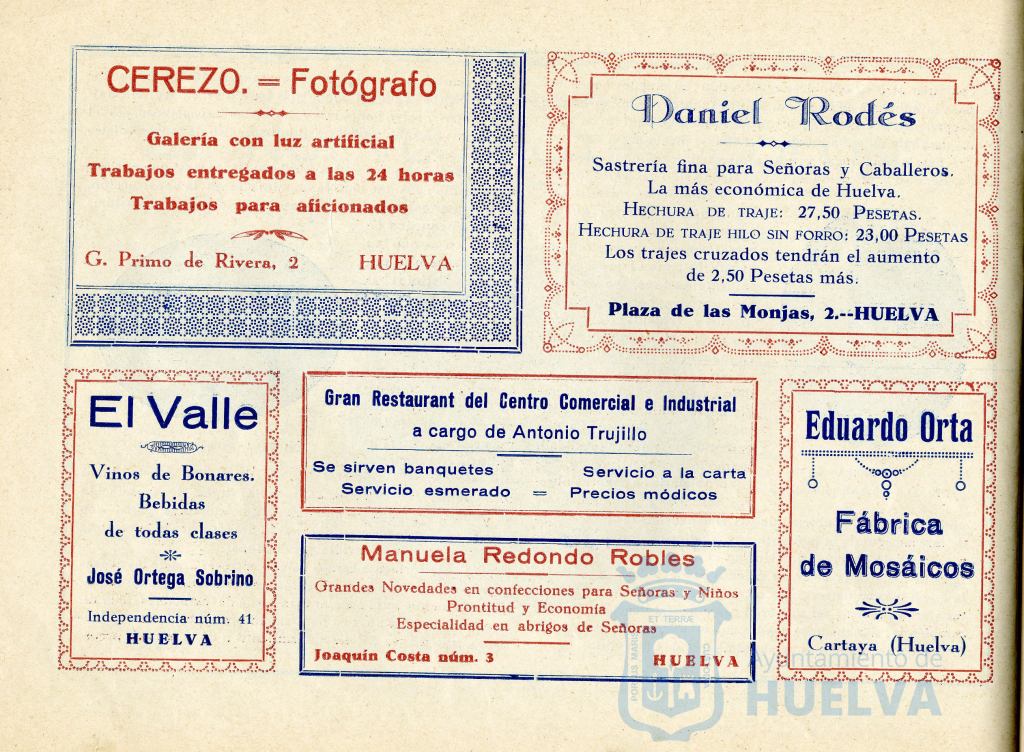 CEREZO. = Fotógrafo
Galería con luz artificial
Trabajos entregados a las 24 horas
Trabajos para aficionados
G. Primo de Rivera, 2 HUELVA
Daniel Rodés
Sastrería fina para Señoras y Caballeros.
La más económica de Huelva.
HECHURA DE TRAJE: 27,50 PESETAS.
HECHURA DE TRAJE HILO SIN FORRO: 23,00 PESETAS
Los trajes cruzados tendrán el aumento
de 2,50 Pesetas más.
Plaza de las Monjas, 2.--HUELVA
El Valle
Vinos de Bonares.
Bebidas
de todas clases
José Ortega Sobrino
Independencia núm. 41
HUELVA
Gran Restaurant del Centro Comercial e Industrial
a cargo de Antonio Trujillo
Se sirven banquetes Servicio a la carta
Servicio esmerado = Precios módicos
Manuela Redondo Robles
Grandes Novedades en confecciones para Señoras y Niños
Prontitud y Economía
Especialidad en abrigos de Señoras
Joaquín Costa núm. 3 HUELVA
Eduardo Orta
Fábrica
de Mosáicos
Cartaya (Huelva)
ET TERRÆ
PORTUS MARIS
Ayuntamiento de
HUELVA